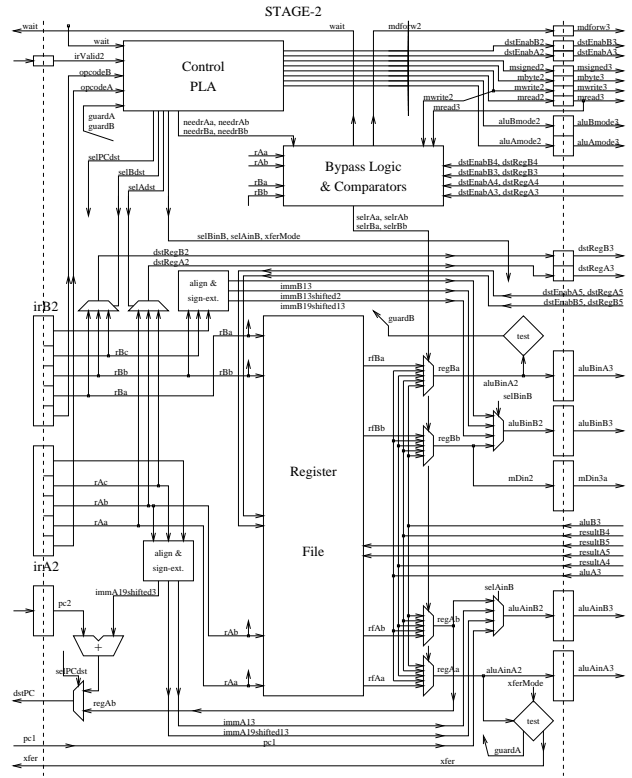 STAGE-2
wait
wait
mdforw2
mdforw3
wait
irValid2
opcodeB
opcodeA
Control
PLA
dstEnabB2
dstEnabA2
dstEnabB3
dstEnabA3
msigned2
mbyte2
mwrite2
mread2
msigned3
mbyte3
mwrite3
mread3
mwrite2
mread3
guardA
guardB
needrAa, needrAb
needrBa, needrBb
aluBmode2
aluBmode3
aluAmode2
aluAmode3
selPCdst
selBdst
selAdst
rAa
rAb
rBa
rBb
Bypass Logic
& Comparators
dstEnabB4, dstRegB4
dstEnabB3, dstRegB3
dstEnabA4, dstRegA4
dstEnabA3, dstRegA3
selrAa, selrAb
selrBa, selrBb
selBinB, selAinB, xferMode
dstRegB2
dstRegA2
dstRegB3
dstRegA3
align &
sign-ext.
immB13
immB13shifted2
immB19shifted13
dstEnabA5, dstRegA5
dstEnabB5, dstRegB5
irB2
rBa
rBb
rBc
rBb
rBa
guardB
test
rfBa
regBa
aluBinA2
aluBinA3
selBinB
rfBb
regBb
aluBinB2
aluBinB3
mDin2
mDin3a
Register
File
rAc
rAb
rAa
irA2
align &
sign-ext.
aluB3
resultB4
resultB5
resultA5
resultA4
aluA3
immA19shifted3
pc2
+
selAinB
rAb
rfAb
regAb
aluAinB2
aluAinB3
rAa
rfAa
regAa
aluAinA2
aluAinA3
selPCdst
xferMode
dstPC
regAb
test
immA13
immA19shifted13
pc1
pc1
guardA
xfer
xfer